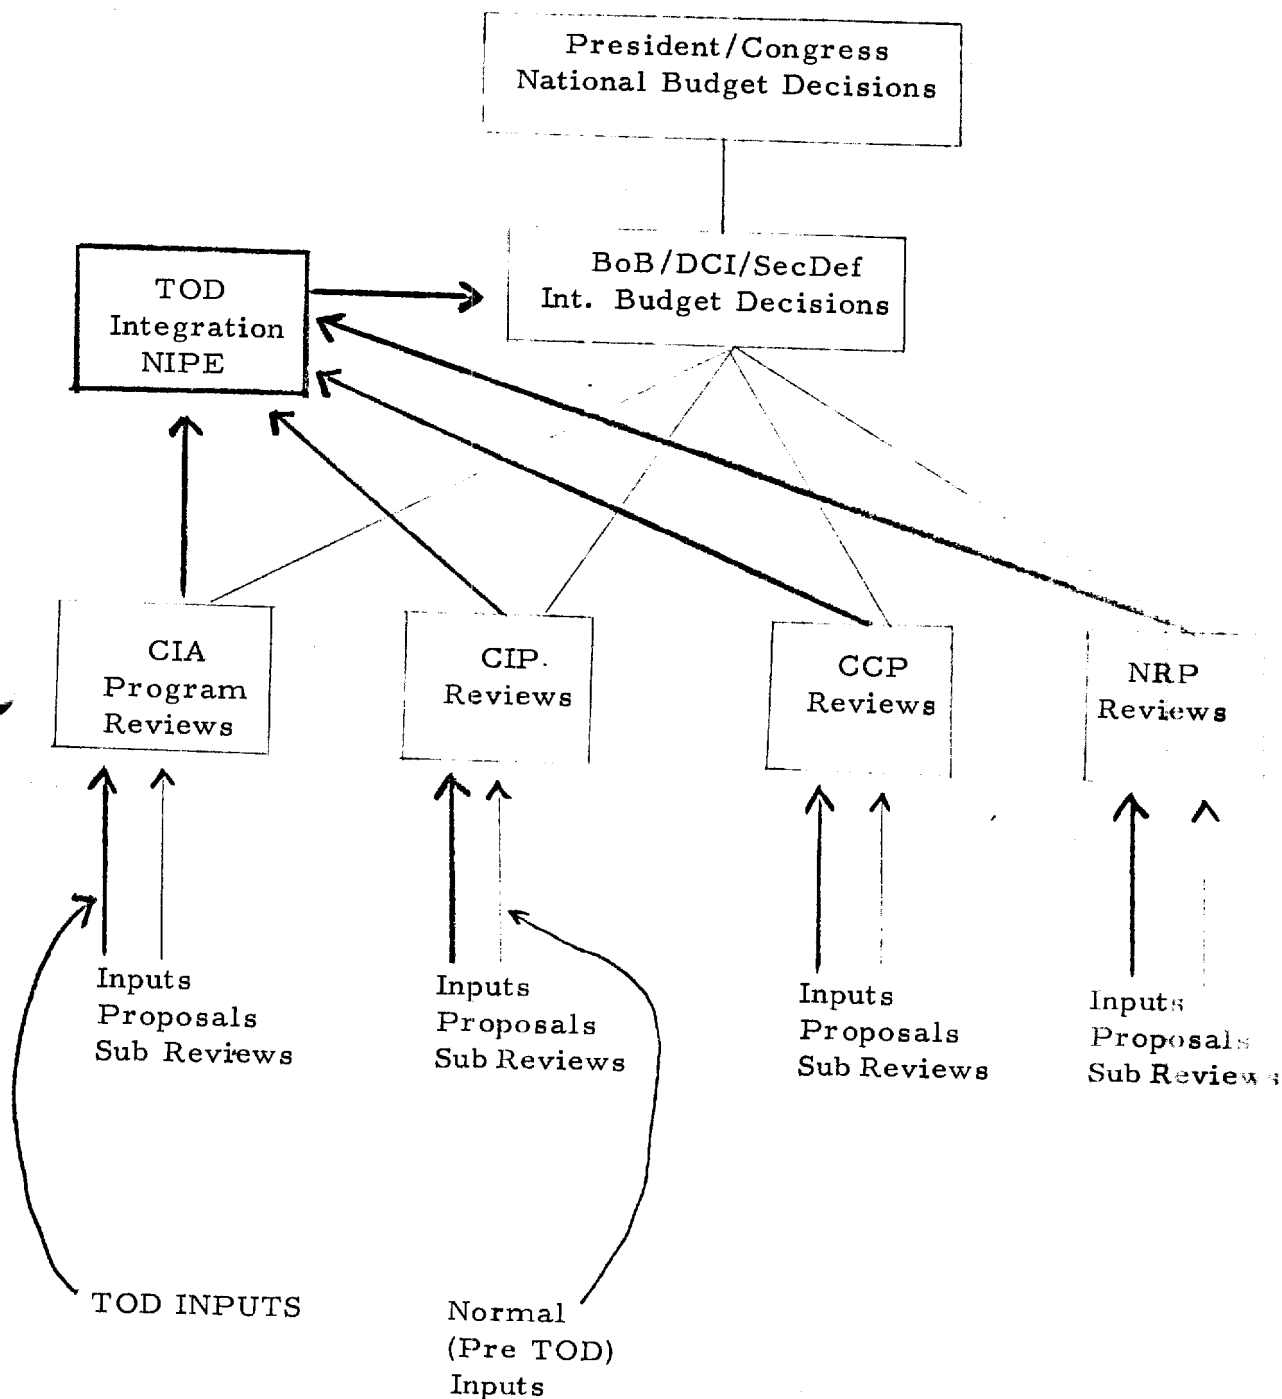 President/Congress
National Budget Decisions
BoB/DCI/SecDef
Int. Budget Decisions
TOD
Integration
NIPE
CIA
Program
Reviews
CIP.
Reviews
CCP
Reviews
NRP
Reviews
Inputs
Proposals
Sub Reviews
Inputs
Proposals
Sub Reviews
Inputs
Proposals
Sub Reviews
Inputs
Proposals
Sub Reviews
TOD INPUTS
Normal
(Pre TOD)
Inputs